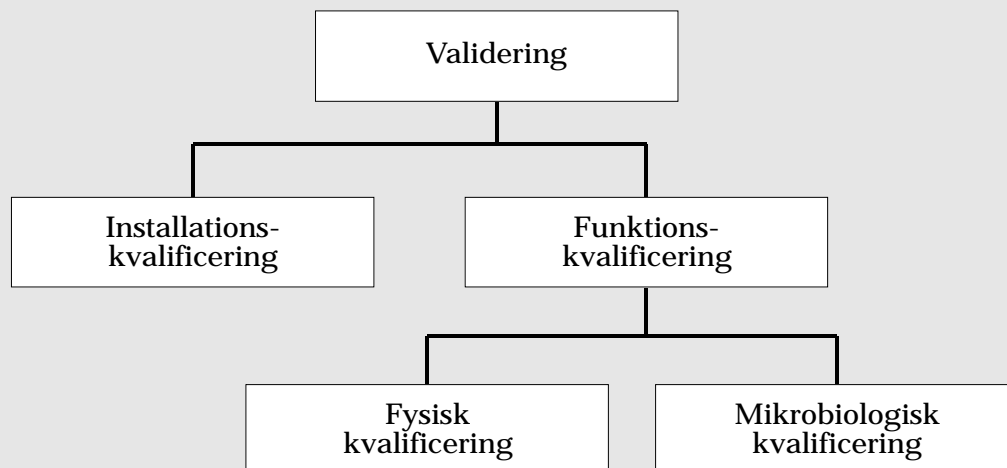 Validering
Installations-
kvalificering
Funktions-
kvalificering
Fysisk
kvalificering
Mikrobiologisk
kvalificering